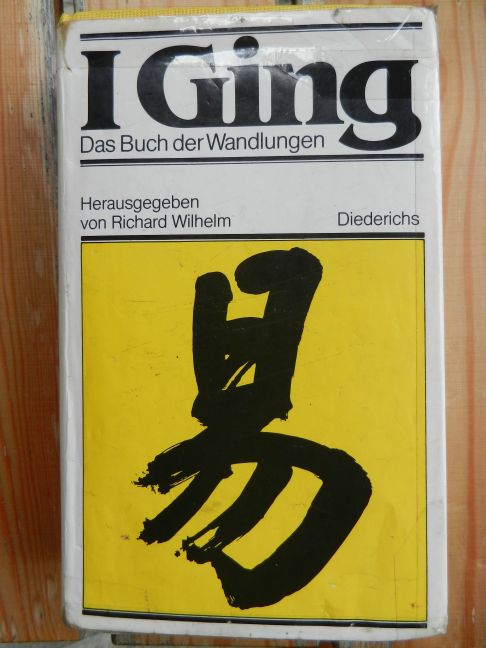 I Ging
Das Buch der Wandlungen
Herausgegeben
von Richard Wilhelm
Diederichs
易